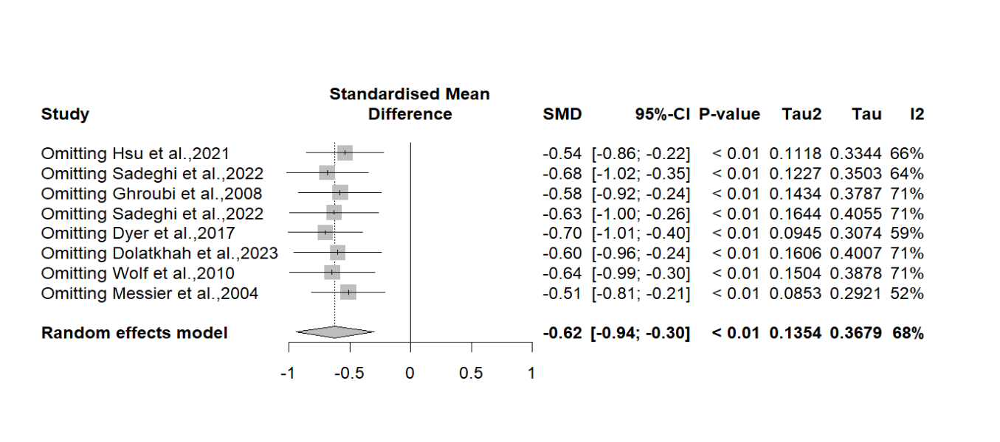 Standardised Mean
Study Difference SMD 95%-CI P-value Tau2 Tau I2
Omitting Hsu et al.,2021 -0.54 [-0.86; -0.22] < 0.01 0.1118 0.3344 66%
Omitting Sadeghi et al.,2022 -0.68 [-1.02; -0.35] < 0.01 0.1227 0.3503 64%
Omitting Ghroubi et al.,2008 -0.58 [-0.92; -0.24] < 0.01 0.1434 0.3787 71%
Omitting Sadeghi et al.,2022 -0.63 [-1.00; -0.26] < 0.01 0.1644 0.4055 71%
Omitting Dyer et al.,2017 -0.70 [-1.01; -0.40] < 0.01 0.0945 0.3074 59%
Omitting Dolatkhah et al.,2023 -0.60 [-0.96; -0.24] < 0.01 0.1606 0.4007 71%
Omitting Wolf et al.,2010 -0.64 [-0.99; -0.30] < 0.01 0.1504 0.3878 71%
Omitting Messier et al.,2004 -0.51 [-0.81; -0.21] < 0.01 0.0853 0.2921 52%
Random effects model -0.62 [-0.94; -0.30] < 0.01 0.1354 0.3679 68%
-1 -0.5 0 0.5 1